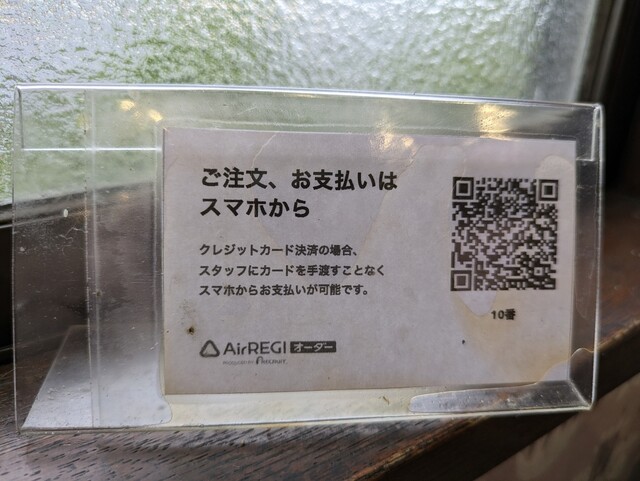 ご注文、お支払いは
スマホから
クレジットカード決済の場合、
スタッフにカードを手渡すことなく
スマホからお支払いが可能です。
10番
AirREGI オーダー
PRODUCED BY RECRUIT